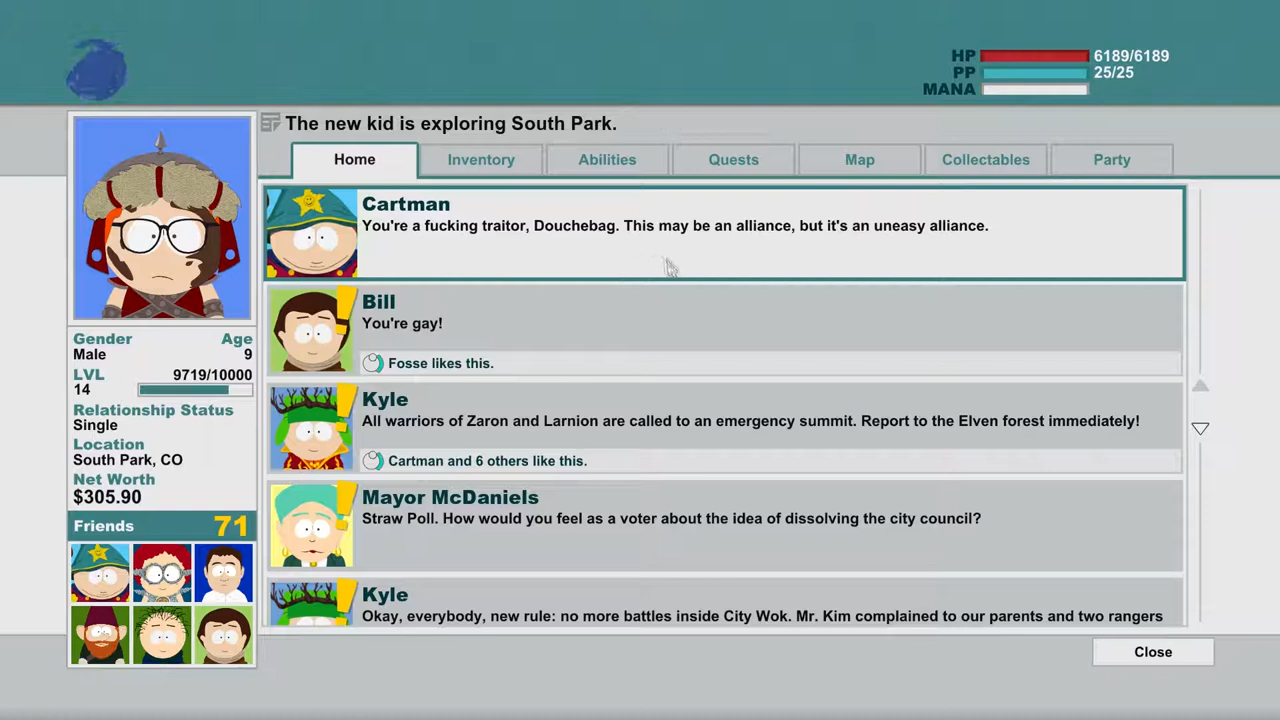 HP 6189/6189
PP 25/25
MANA
The new kid is exploring South Park.
Home Inventory Abilities Quests Map Collectables Party
Gender Age
Male 9
LVL 9719/10000
14
Relationship Status
Single
Location
South Park, CO
Net Worth
$305.90
Friends 71
Cartman
You're a fucking traitor, Douchebag. This may be an alliance, but it's an uneasy alliance.
Bill
You're gay!
Fosse likes this.
Kyle
All warriors of Zaron and Larnion are called to an emergency summit. Report to the Elven forest immediately!
Cartman and 6 others like this.
Mayor McDaniels
Straw Poll. How would you feel as a voter about the idea of dissolving the city council?
Kyle
Okay, everybody, new rule: no more battles inside City Wok. Mr. Kim complained to our parents and two rangers
Close